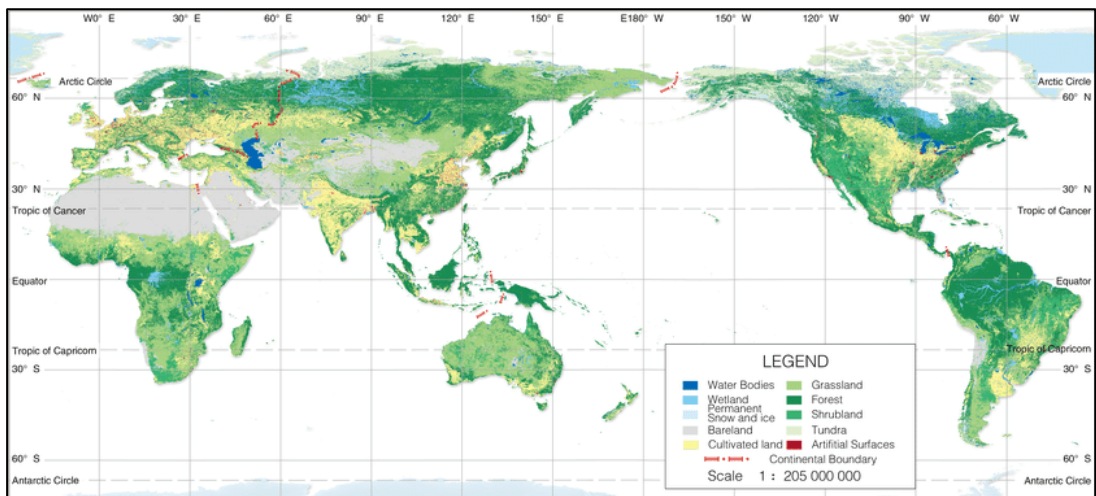 W0° E 30° E 60° E 90° E 120° E 150° E E180° W 150° W 120° W 90° W 60° W
Arctic Circle Arctic Circle
60° N 60° N
30° N 30° N
Tropic of Cancer Tropic of Cancer
Equator Equator
Tropic of Capricorn Tropic of Capricorn
30° S 30° S
60° S 60° S
Antarctic Circle Antarctic Circle
LEGEND
Water Bodies Grassland
Wetland Forest
Permanent
Snow and ice Shrubland
Bareland Tundra
Cultivated land Artifitial Surfaces
Continental Boundary
Scale 1 : 205 000 000